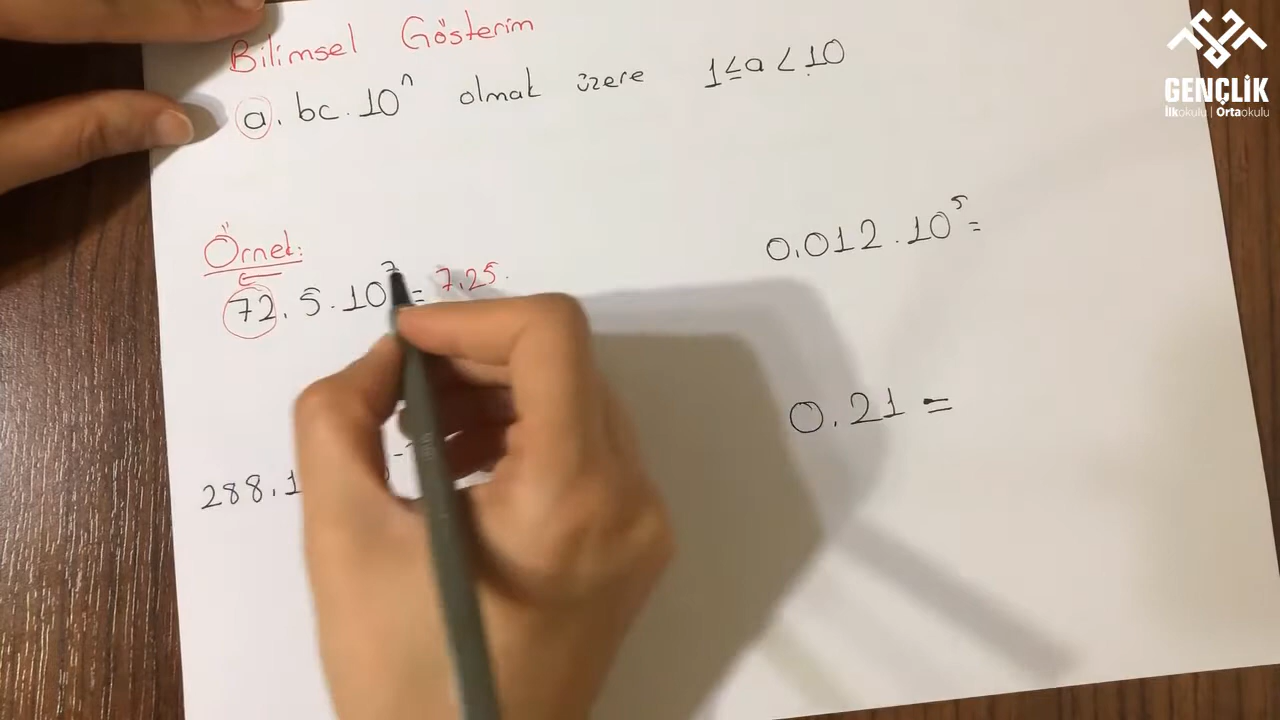 Bilimsel Gösterim
a. bc. 10ⁿ olmak üzere 1≤a<10
Örnek:
72. 5. 10 = 7.25.
0.012. 10⁵ =
288.1
0.21 =
GENÇLİK
İlkokulu | Ortaokulu